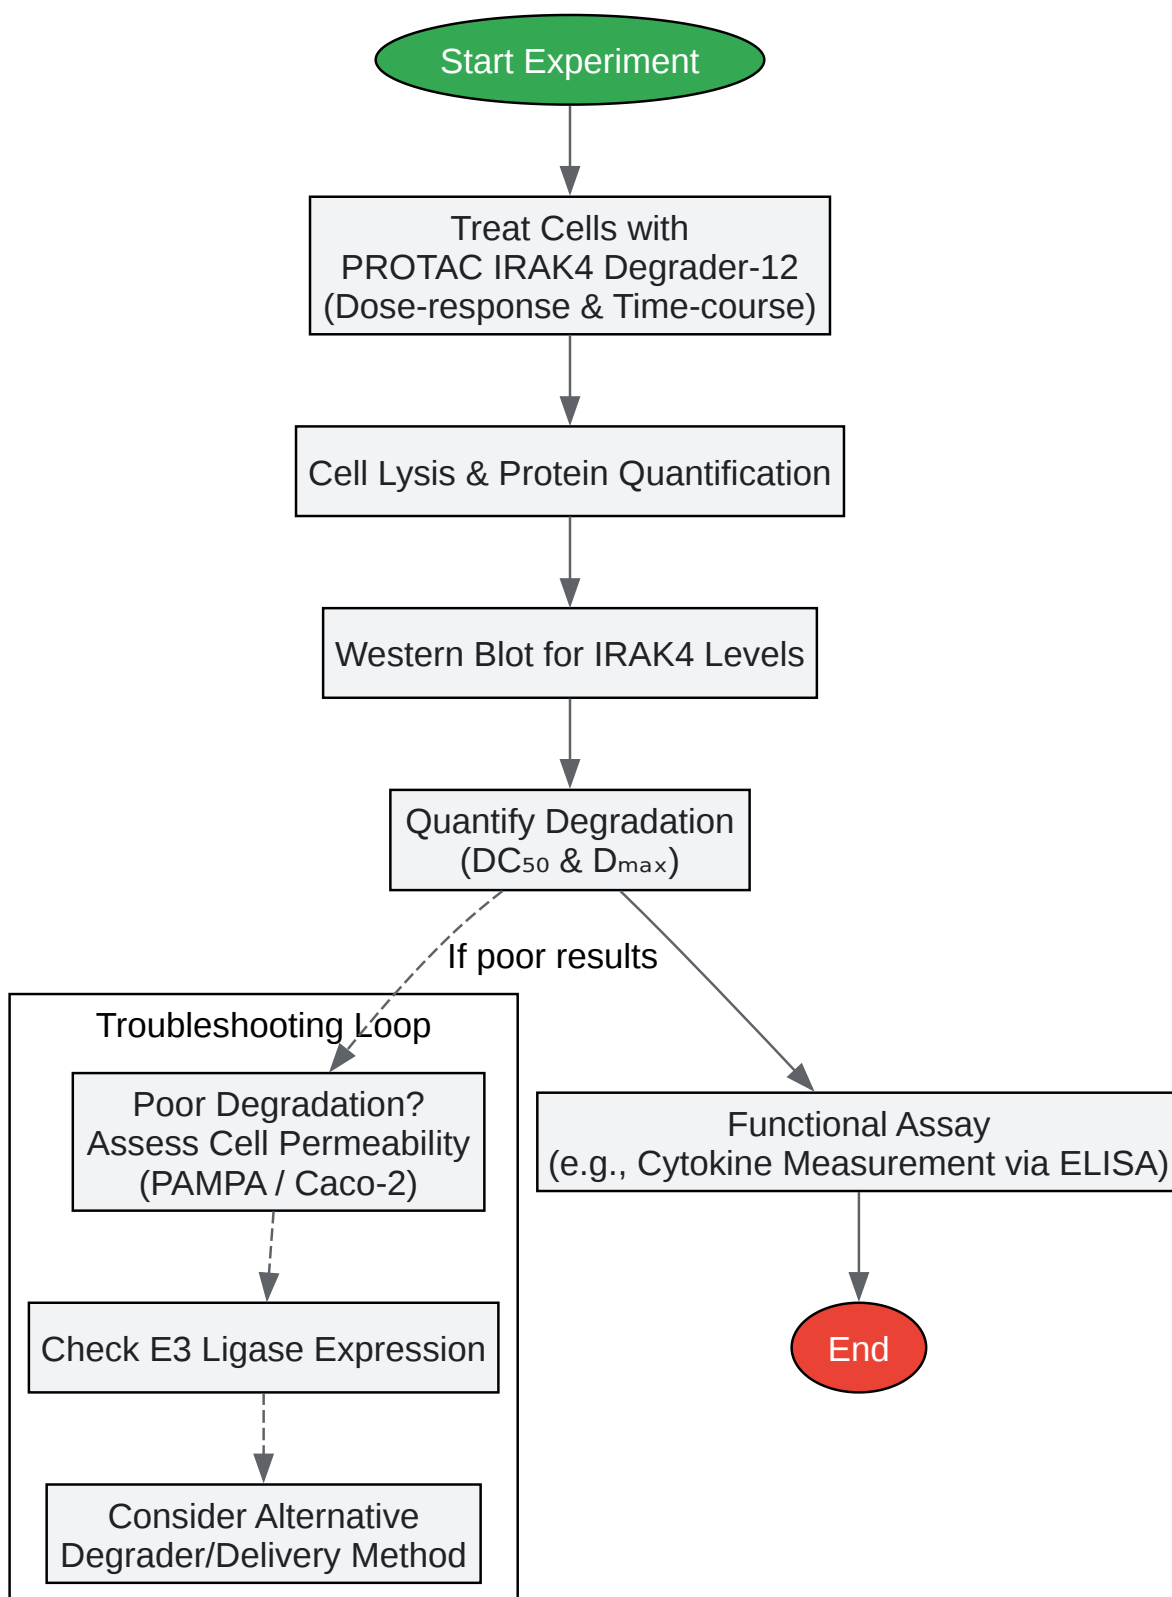 Start Experiment
Treat Cells with
PROTAC IRAK4 Degrader-12
(Dose-response & Time-course)
Cell Lysis & Protein Quantification
Western Blot for IRAK4 Levels
Quantify Degradation
(DC₅₀ & Dₘₐₓ)
If poor results
Troubleshooting Loop
Poor Degradation?
Assess Cell Permeability
(PAMPA / Caco-2)
Functional Assay
(e.g., Cytokine Measurement via ELISA)
Check E3 Ligase Expression
End
Consider Alternative
Degrader/Delivery Method